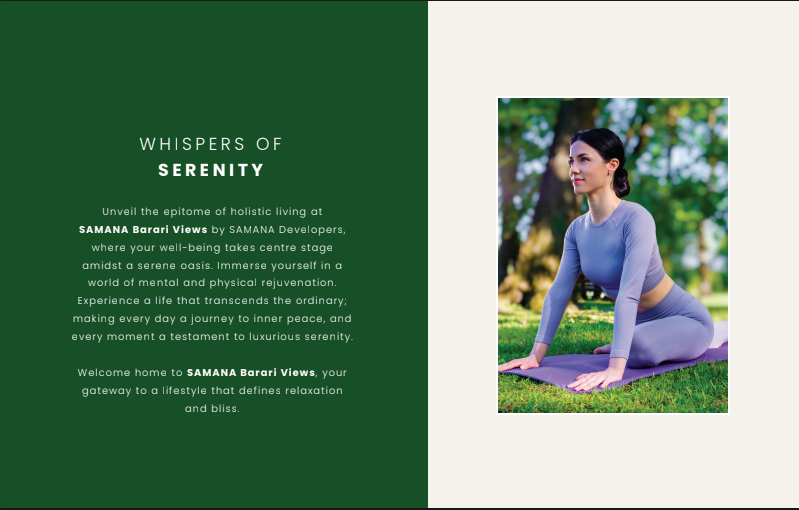 WHISPERS OF
SERENITY
Unveil the epitome of holistic living at
SAMANA Barari Views by SAMANA Developers,
where your well-being takes centre stage
amidst a serene oasis. Immerse yourself in a
world of mental and physical rejuvenation.
Experience a life that transcends the ordinary;
making every day a journey to inner peace, and
every moment a testament to luxurious serenity.
Welcome home to SAMANA Barari Views, your
gateway to a lifestyle that defines relaxation
and bliss.